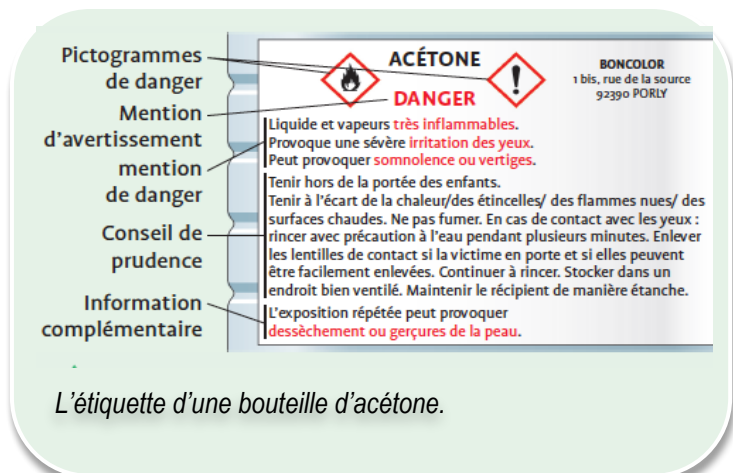 Pictogrammes
de danger
Mention
d'avertissement
mention
de danger
Conseil de
prudence
Information
complémentaire
ACÉTONE
DANGER
BONCOLOR
1 bis, rue de la source
92390 PORLY
Liquide et vapeurs très inflammables.
Provoque une sévère irritation des yeux.
Peut provoquer somnolence ou vertiges.
Tenir hors de la portée des enfants.
Tenir à l'écart de la chaleur/des étincelles/ des flammes nues/ des
surfaces chaudes. Ne pas fumer. En cas de contact avec les yeux :
rincer avec précaution à l'eau pendant plusieurs minutes. Enlever
les lentilles de contact si la victime en porte et si elles peuvent
être facilement enlevées. Continuer à rincer. Stocker dans un
endroit bien ventilé. Maintenir le récipient de manière étanche.
L'exposition répétée peut provoquer
dessèchement ou gerçures de la peau.
L'étiquette d'une bouteille d'acétone.